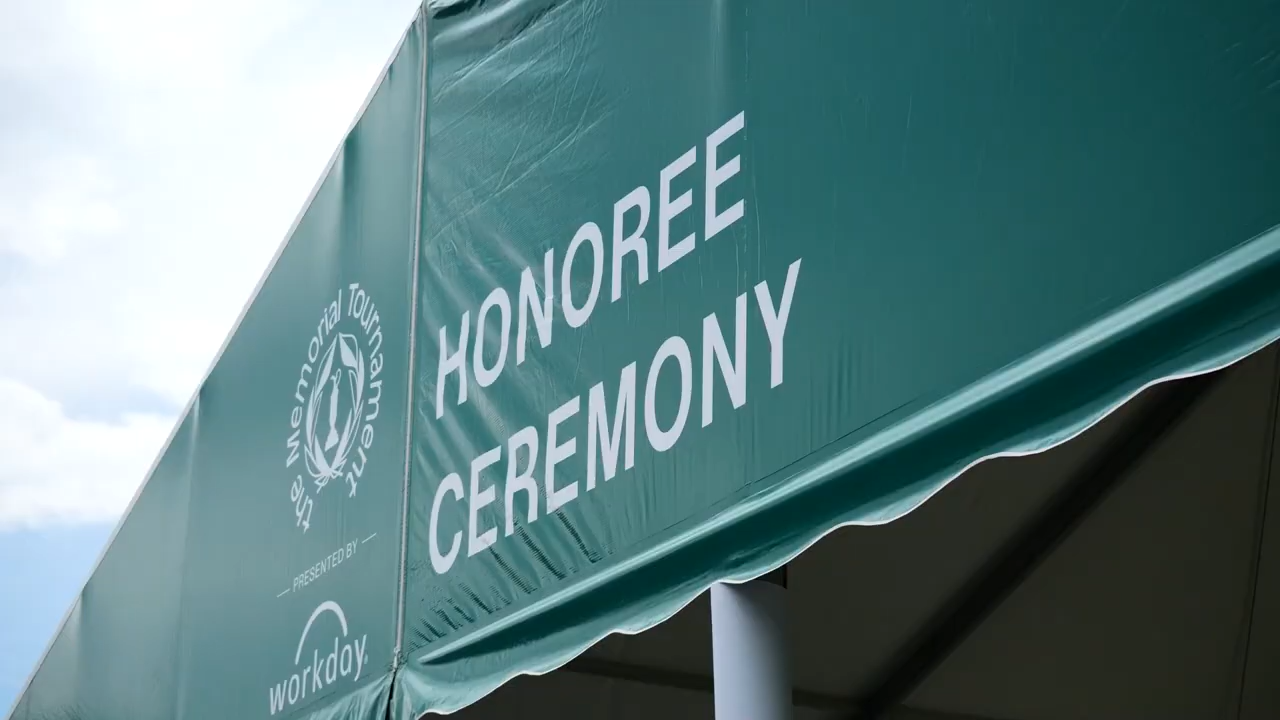 the Memorial Tournament
PRESENTED BY
workday.
HONOREE
CEREMONY